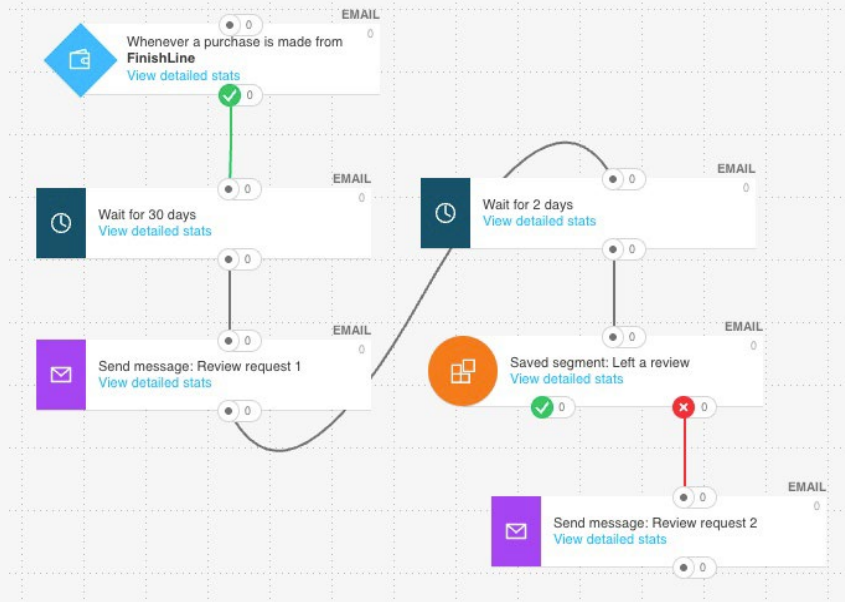 EMAIL
0
0
Whenever a purchase is made from
FinishLine
View detailed stats
0
EMAIL
0
0
Wait for 30 days
View detailed stats
0
EMAIL
0
0
Send message: Review request 1
View detailed stats
0
EMAIL
0
0
Wait for 2 days
View detailed stats
0
EMAIL
0
0
Saved segment: Left a review
View detailed stats
0
0
EMAIL
0
0
Send message: Review request 2
View detailed stats
0